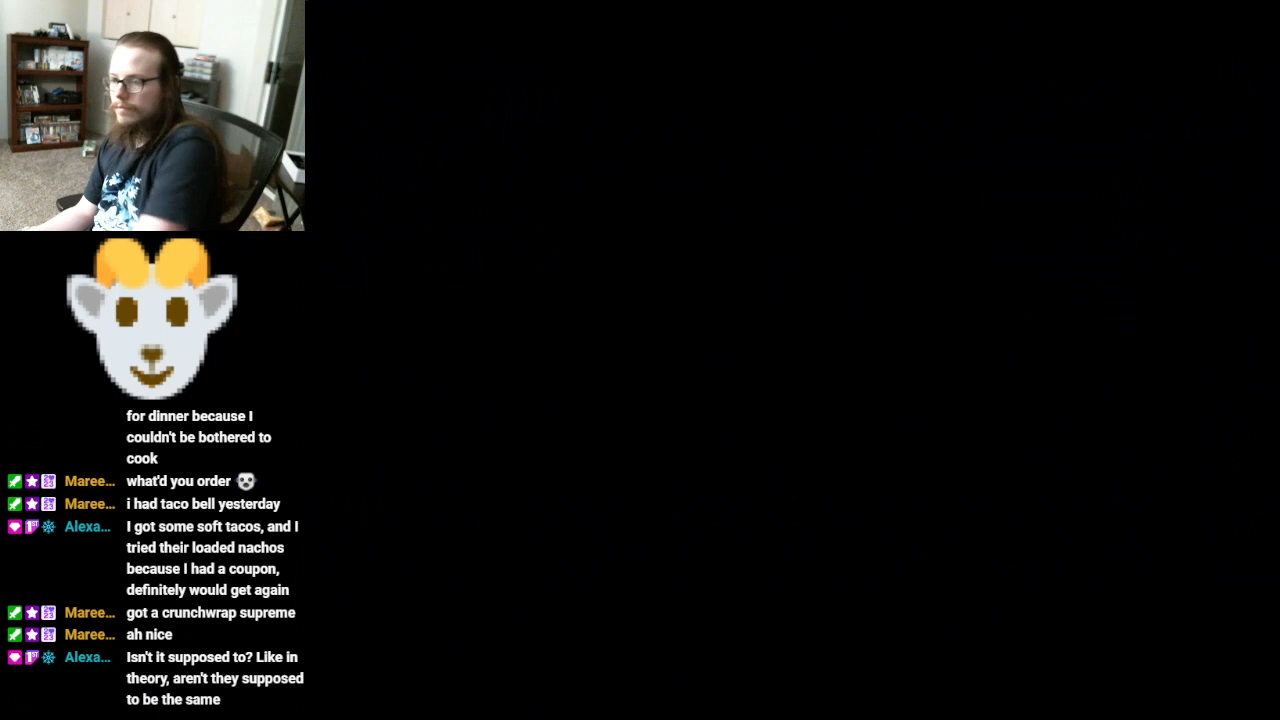 for dinner because I
couldn't be bothered to
cook
Maree... what'd you order
Maree... i had taco bell yesterday
Alexa... I got some soft tacos, and I
tried their loaded nachos
because I had a coupon,
definitely would get again
Maree... got a crunchwrap supreme
Maree... ah nice
Alexa... Isn't it supposed to? Like in
theory, aren't they supposed
to be the same